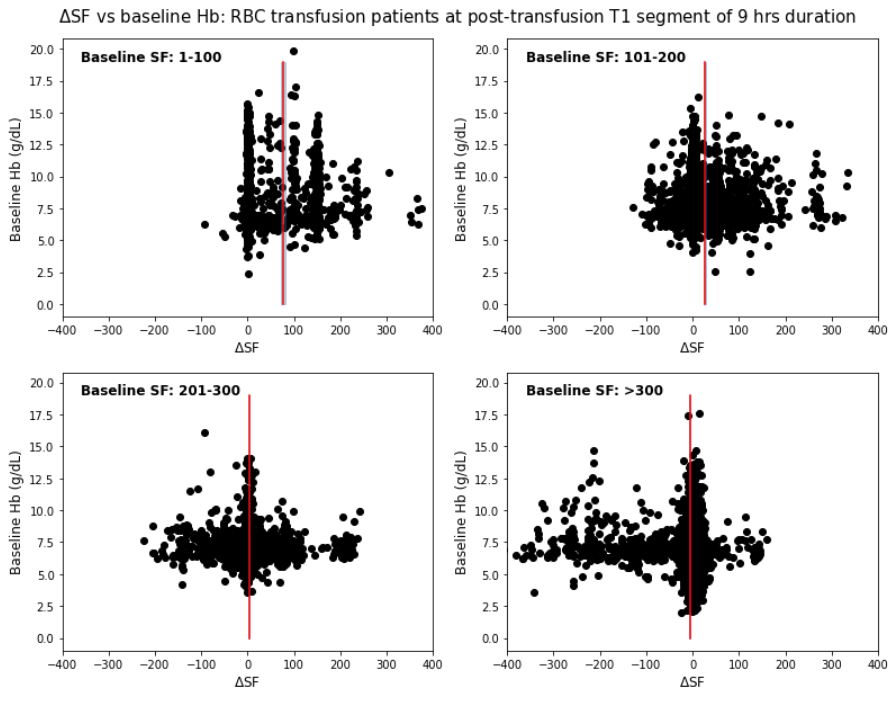 ΔSF vs baseline Hb: RBC transfusion patients at post-transfusion T1 segment of 9 hrs duration
Baseline SF: 1-100
20.0
17.5
15.0
12.5
10.0
7.5
5.0
2.5
0.0
Baseline Hb (g/dL)
−400 −300 −200 −100 0 100 200 300 400
ΔSF
Baseline SF: 101-200
20.0
17.5
15.0
12.5
10.0
7.5
5.0
2.5
0.0
Baseline Hb (g/dL)
−400 −300 −200 −100 0 100 200 300 400
ΔSF
Baseline SF: 201-300
20.0
17.5
15.0
12.5
10.0
7.5
5.0
2.5
0.0
Baseline Hb (g/dL)
−400 −300 −200 −100 0 100 200 300 400
ΔSF
Baseline SF: >300
20.0
17.5
15.0
12.5
10.0
7.5
5.0
2.5
0.0
Baseline Hb (g/dL)
−400 −300 −200 −100 0 100 200 300 400
ΔSF